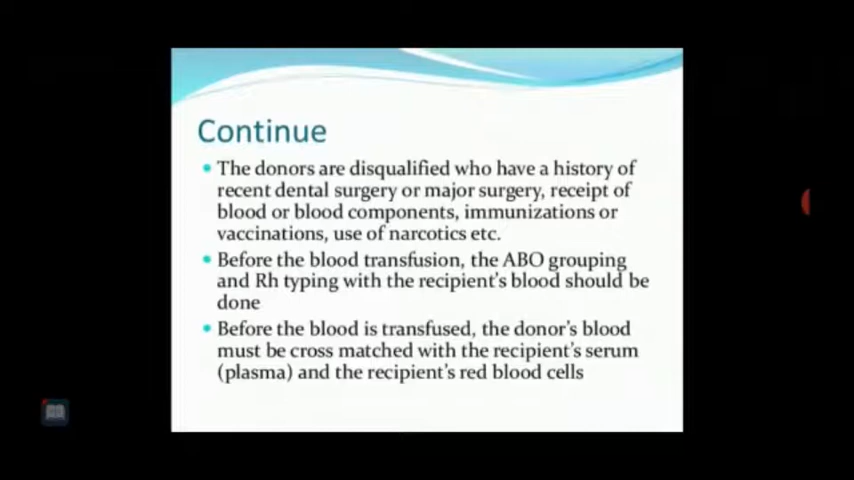 Continue
The donors are disqualified who have a history of
recent dental surgery or major surgery, receipt of
blood or blood components, immunizations or
vaccinations, use of narcotics etc.
Before the blood transfusion, the ABO grouping
and Rh typing with the recipient's blood should be
done
Before the blood is transfused, the donor's blood
must be cross matched with the recipient's serum
(plasma) and the recipient's red blood cells